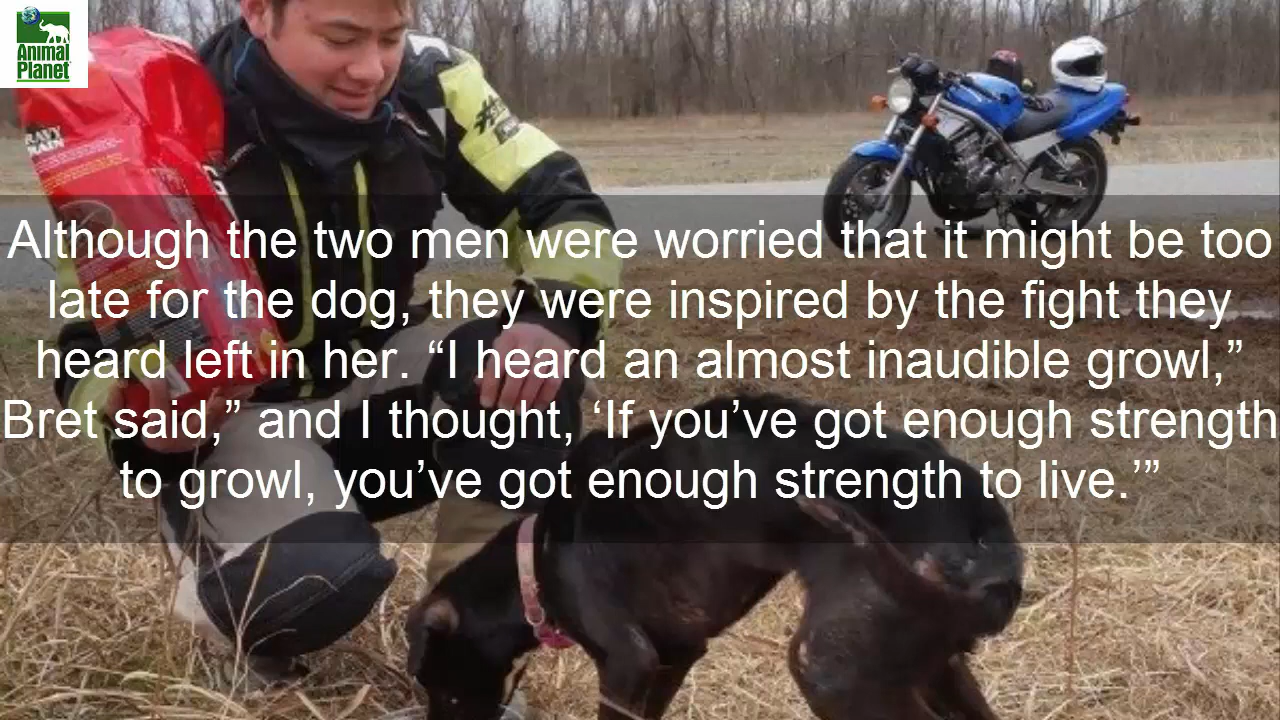 Animal
Planet
RAVY
RAIN
Although the two men were worried that it might be too
late for the dog, they were inspired by the fight they
heard left in her. “I heard an almost inaudible growl,”
Bret said,” and I thought, ‘If you’ve got enough strength
to growl, you’ve got enough strength to live.’”